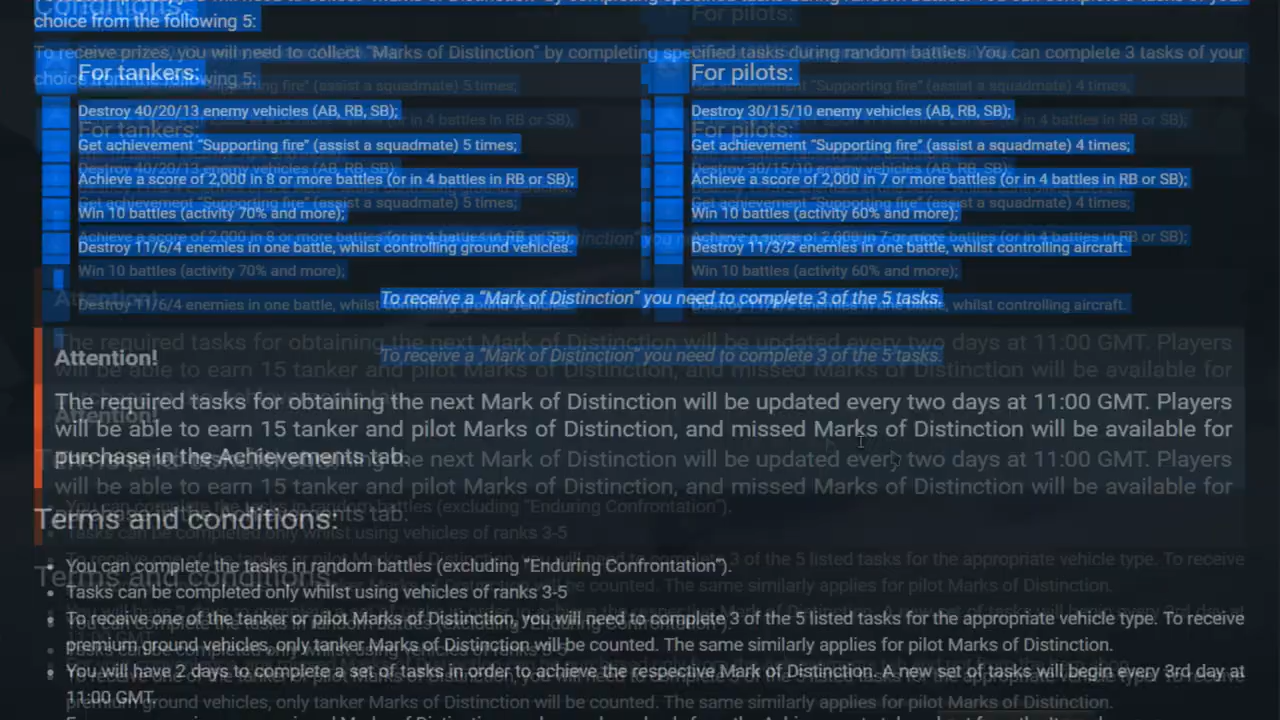 choice from the following 5:
To receive prizes, you will need to collect "Marks of Distinction" by completing specified tasks during random battles. You can complete 3 tasks of your
choice from the following 5:
For tankers:
Destroy 40/20/13 enemy vehicles (AB, RB, SB);
Get achievement “Supporting fire” (assist a squadmate) 5 times;
Achieve a score of 2,000 in 8 or more battles (or in 4 battles in RB or SB);
Win 10 battles (activity 70% and more);
Destroy 11/6/4 enemies in one battle, whilst controlling ground vehicles.
For pilots:
Destroy 30/15/10 enemy vehicles (AB, RB, SB);
Get achievement “Supporting fire” (assist a squadmate) 4 times;
Achieve a score of 2,000 in 7 or more battles (or in 4 battles in RB or SB);
Win 10 battles (activity 60% and more);
Destroy 11/3/2 enemies in one battle, whilst controlling aircraft.
To receive a “Mark of Distinction” you need to complete 3 of the 5 tasks.
Attention!
The required tasks for obtaining the next Mark of Distinction will be updated every two days at 11:00 GMT. Players
will be able to earn 15 tanker and pilot Marks of Distinction, and missed Marks of Distinction will be available for
purchase in the Achievements tab.
Terms and conditions:
• You can complete the tasks in random battles (excluding “Enduring Confrontation”).
• Tasks can be completed only whilst using vehicles of ranks 3-5
• To receive one of the tanker or pilot Marks of Distinction, you will need to complete 3 of the 5 listed tasks for the appropriate vehicle type. To receive
premium ground vehicles, only tanker Marks of Distinction will be counted. The same similarly applies for pilot Marks of Distinction.
• You will have 2 days to complete a set of tasks in order to achieve the respective Mark of Distinction. A new set of tasks will begin every 3rd day at
11:00 GMT.